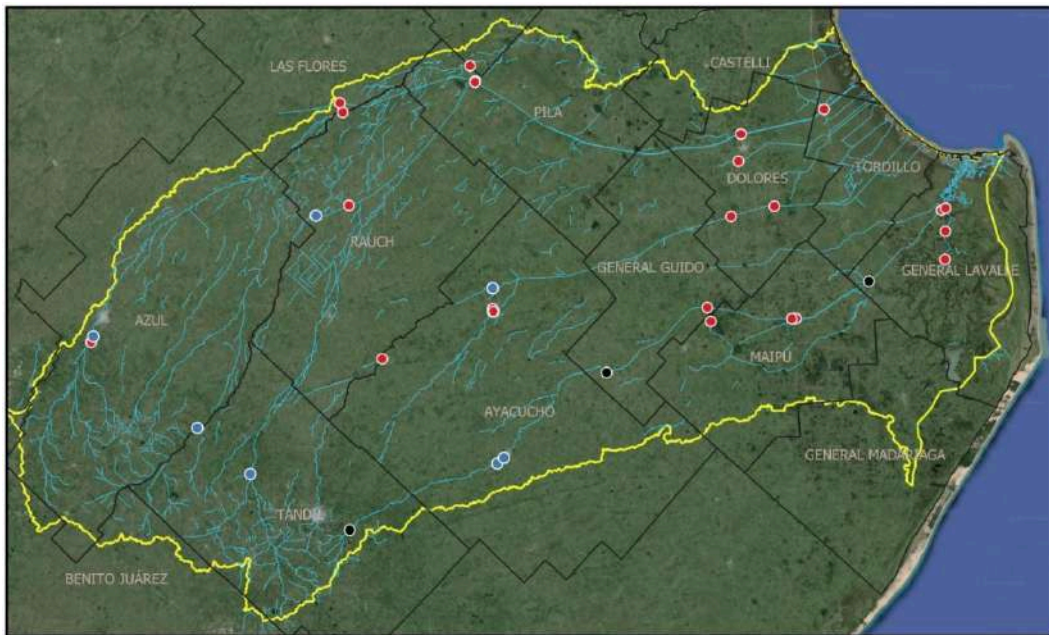 CASTELLI
LAS FLORES
PILA
TORDILLO
DOLORES
RAUCH
GENERAL GUIDO
GENERAL LAVALLE
AZUL
MAIPÚ
AYACUCHO
GENERAL MADARIAGA
TANDIL
BENITO JUÁREZ